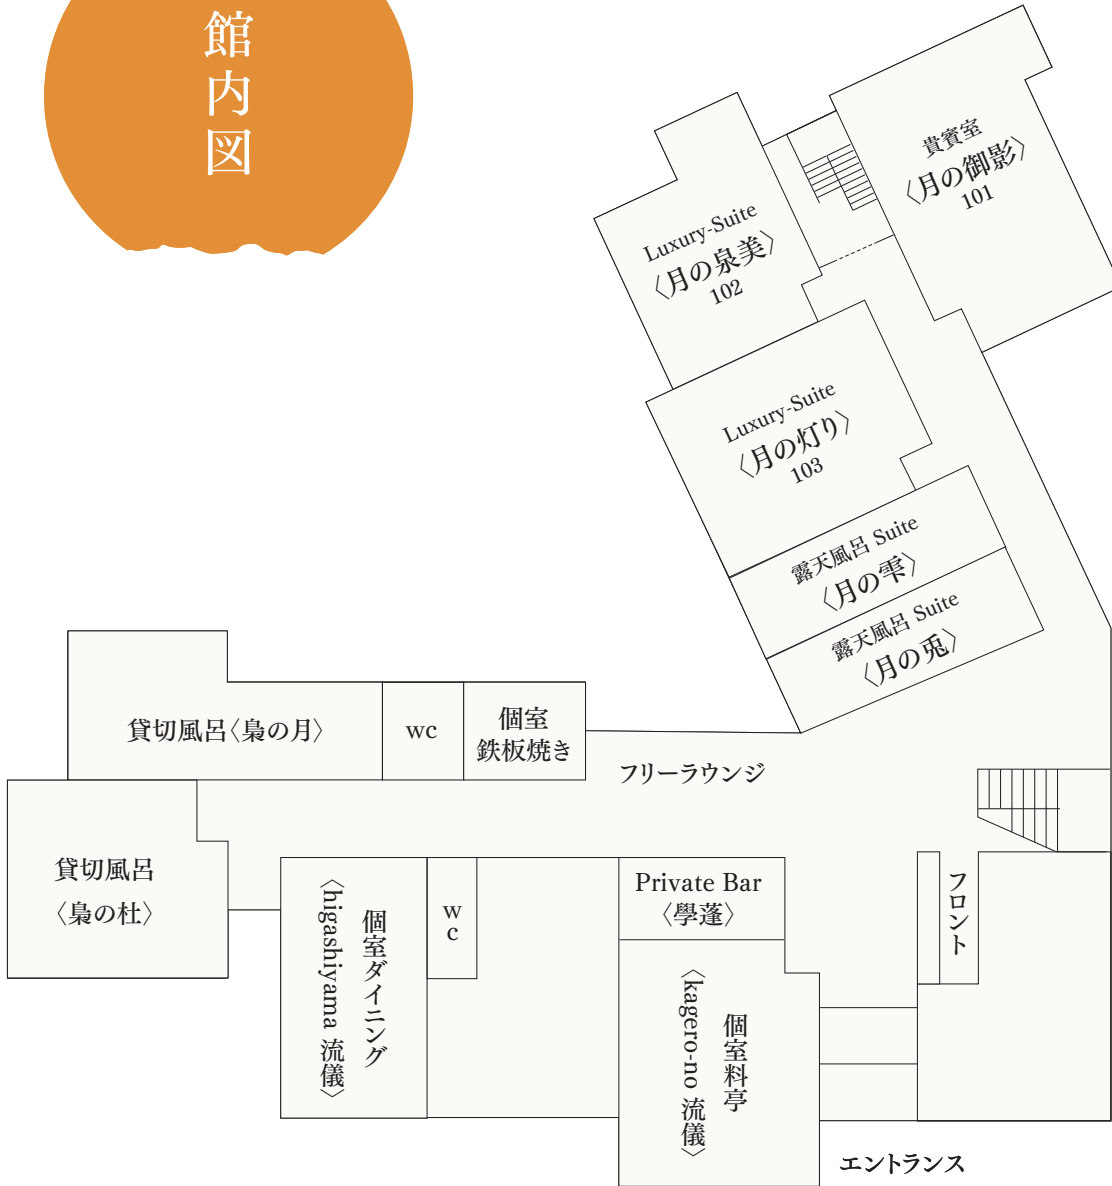 館内図
貴賓室
〈月の御影〉
101
Luxury-Suite
〈月の泉美〉
102
Luxury-Suite
〈月の灯り〉
103
露天風呂 Suite
〈月の雫〉
露天風呂 Suite
〈月の兎〉
貸切風呂〈梟の月〉
wc
個室
鉄板焼き
フリーラウンジ
貸切風呂
〈梟の杜〉
個室ダイニング
〈higashiyama 流儀〉
wc
Private Bar
〈學蓬〉
個室料亭
〈kagero-no 流儀〉
フロント
エントランス